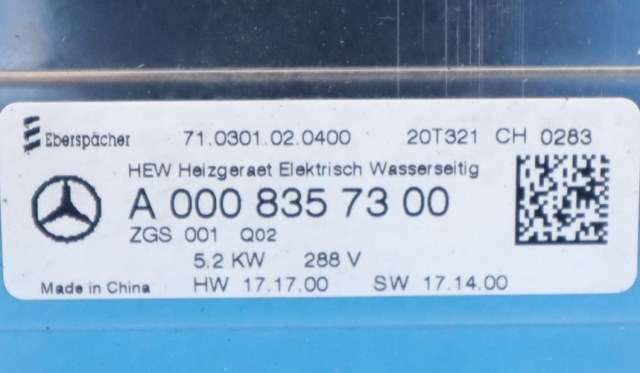 Eberspächer 71.0301.02.0400 20T321 CH 0283
HEW Heizgeraet Elektrisch Wasserseitig
A 000 835 73 00
ZGS 001 Q02
5.2 KW 288 V
Made in China HW 17.17.00 SW 17.14.00